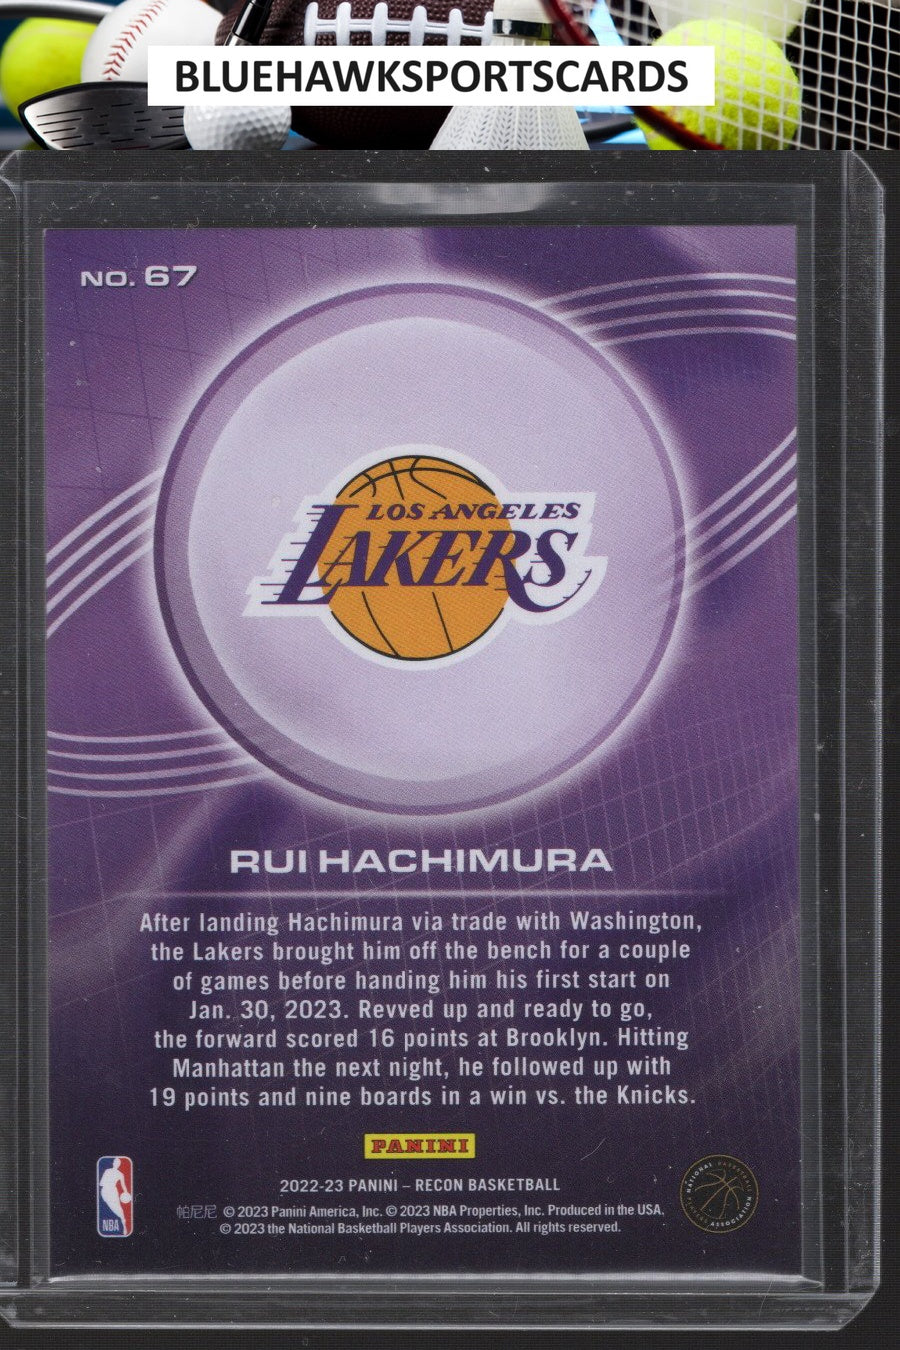 BLUEHAWKSPORTSCARDS
NO. 67
LOS ANGELES
LAKERS
RUI HACHIMURA
After landing Hachimura via trade with Washington,
the Lakers brought him off the bench for a couple
of games before handing him his first start on
Jan. 30, 2023. Revved up and ready to go,
the forward scored 16 points at Brooklyn. Hitting
Manhattan the next night, he followed up with
19 points and nine boards in a win vs. the Knicks.
PANINI
2022-23 PANINI – RECON BASKETBALL
帕尼尼 © 2023 Panini America, Inc. © 2023 NBA Properties, Inc. Produced in the USA.
© 2023 the National Basketball Players Association. All rights reserved.
NBA
NATIONAL BASKETBALL PLAYERS ASSOCIATION